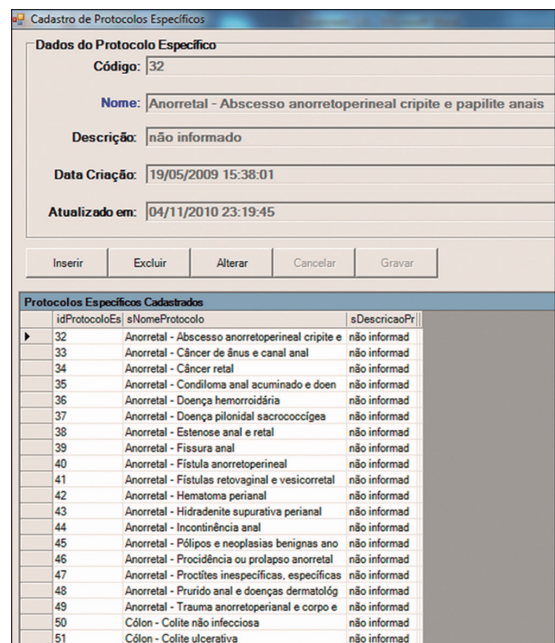 Cadastro de Protocolos Específicos
Dados do Protocolo Específico
Código: 32
Nome: Anorretal - Abscesso anorretoperineal cripite e papilite anais
Descrição: não informado
Data Criação: 19/05/2009 15:38:01
Atualizado em: 04/11/2010 23:19:45
Inserir Excluir Alterar Cancelar Gravar
Protocolos Específicos Cadastrados
idProtocoloEs sNomeProtocolo sDescricaoPr
32 Anorretal - Abscesso anorretoperineal cripite e não informad
33 Anorretal - Câncer de ânus e canal anal não informad
34 Anorretal - Câncer retal não informad
35 Anorretal - Condiloma anal acuminado e doen não informad
36 Anorretal - Doença hemorroidária não informad
37 Anorretal - Doença pilonidal sacrococcígea não informad
38 Anorretal - Estenose anal e retal não informad
39 Anorretal - Fissura anal não informad
40 Anorretal - Fístula anorretoperineal não informad
41 Anorretal - Fístulas retovaginal e vesicorretal não informad
42 Anorretal - Hematoma perianal não informad
43 Anorretal - Hidradenite supurativa perianal não informad
44 Anorretal - Incontinência anal não informad
45 Anorretal - Pólipos e neoplasias benignas ano não informad
46 Anorretal - Procidência ou prolapso anorretal não informad
47 Anorretal - Proctites inespecíficas, específicas não informad
48 Anorretal - Prurido anal e doenças dermatológ não informad
49 Anorretal - Trauma anorretoperianal e corpo e não informad
50 Cólon - Colite não infecciosa não informad
51 Cólon - Colite ulcerativa não informad